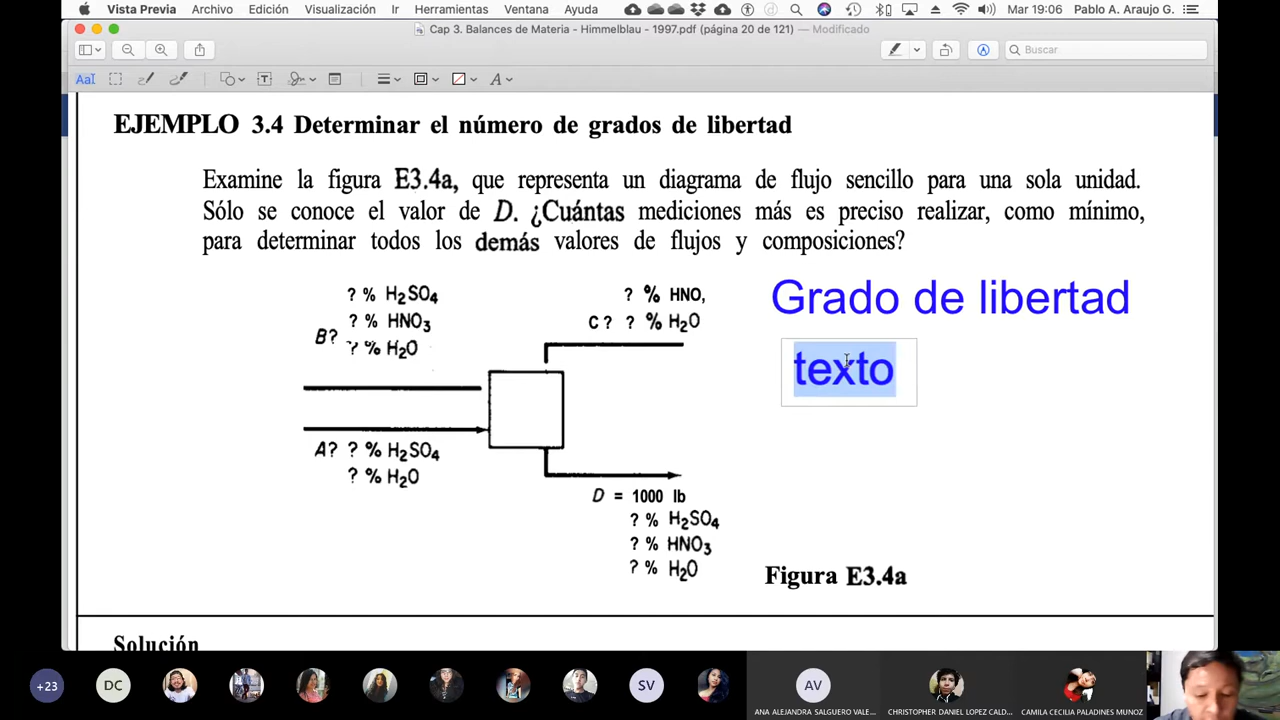 Vista Previa Archivo Edición Visualización Ir Herramientas Ventana Ayuda Mar 19:06 Pablo A. Araujo G.
Cap 3. Balances de Materia - Himmelblau - 1997.pdf (página 20 de 121) — Modificado
Buscar
AaI
EJEMPLO 3.4 Determinar el número de grados de libertad
Examine la figura E3.4a, que representa un diagrama de flujo sencillo para una sola unidad.
Sólo se conoce el valor de D. ¿Cuántas mediciones más es preciso realizar, como mínimo,
para determinar todos los demás valores de flujos y composiciones?
? % H2SO4
? % HNO3
B?
? % H2O
? % HNO,
C ? ? % H2O
Grado de libertad
texto
A? ? % H2SO4
? % H2O
D = 1000 lb
? % H2SO4
? % HNO3
? % H2O
Figura E3.4a
Solución
+23
DC
SV
AV
ANA ALEJANDRA SALGUERO VALE...
CHRISTOPHER DANIEL LOPEZ CALD...
CAMILA CECILIA PALADINES MUNOZ